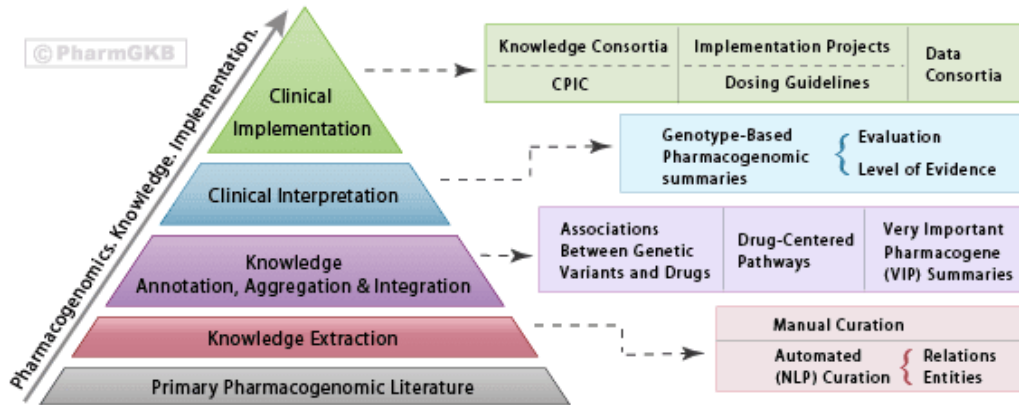 © PharmGKB
Pharmacogenomics. Knowledge. Implementation.
Clinical
Implementation
Clinical Interpretation
Knowledge
Annotation, Aggregation & Integration
Knowledge Extraction
Primary Pharmacogenomic Literature
Knowledge Consortia
CPIC
Implementation Projects
Dosing Guidelines
Data
Consortia
Genotype-Based
Pharmacogenomic
summaries
Evaluation
Level of Evidence
Associations
Between Genetic
Variants and Drugs
Drug-Centered
Pathways
Very Important
Pharmacogene
(VIP) Summaries
Manual Curation
Automated
(NLP) Curation
Relations
Entities